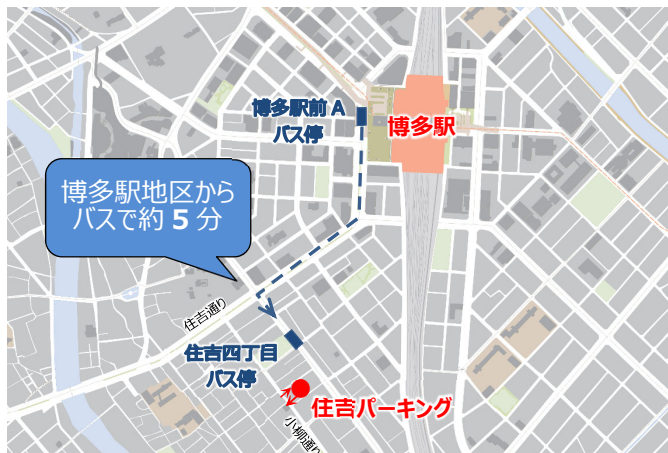 博多駅前 A
バス停
博多駅
博多駅地区から
バスで約 5 分
住吉通り
住吉四丁目
バス停
住吉パーキング
小柳通り